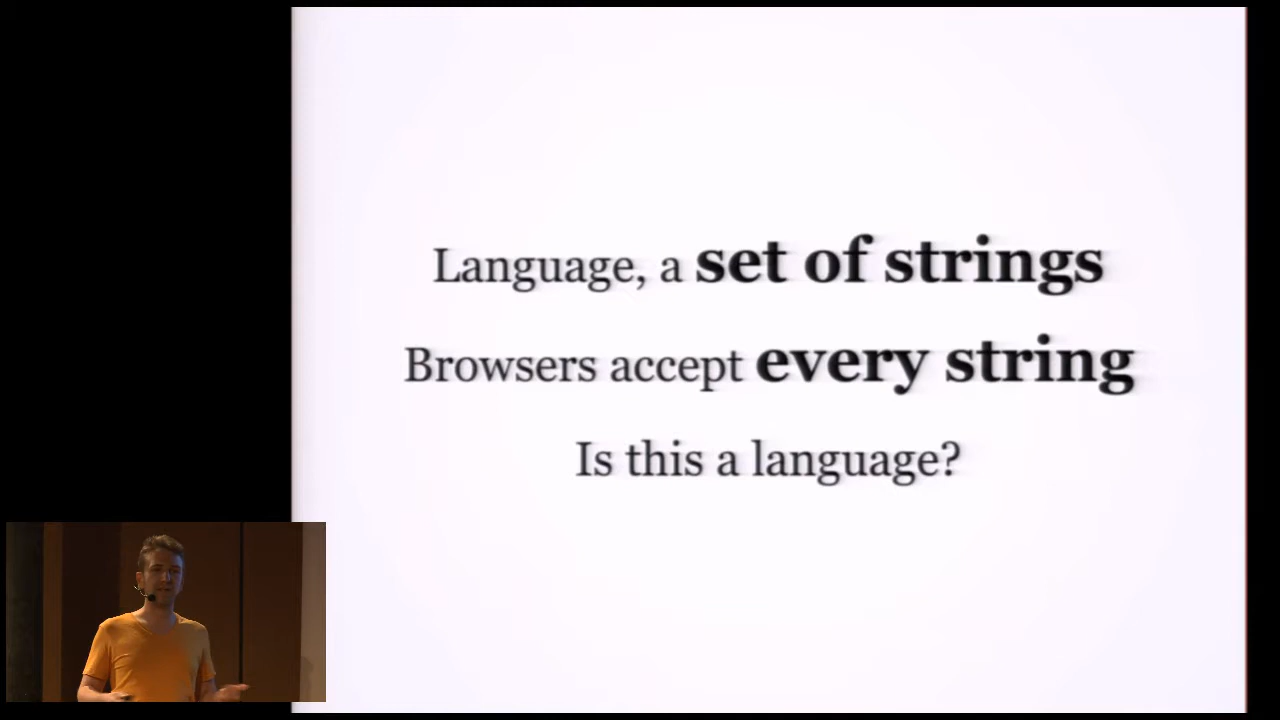 Language, a set of strings
Browsers accept every string
Is this a language?